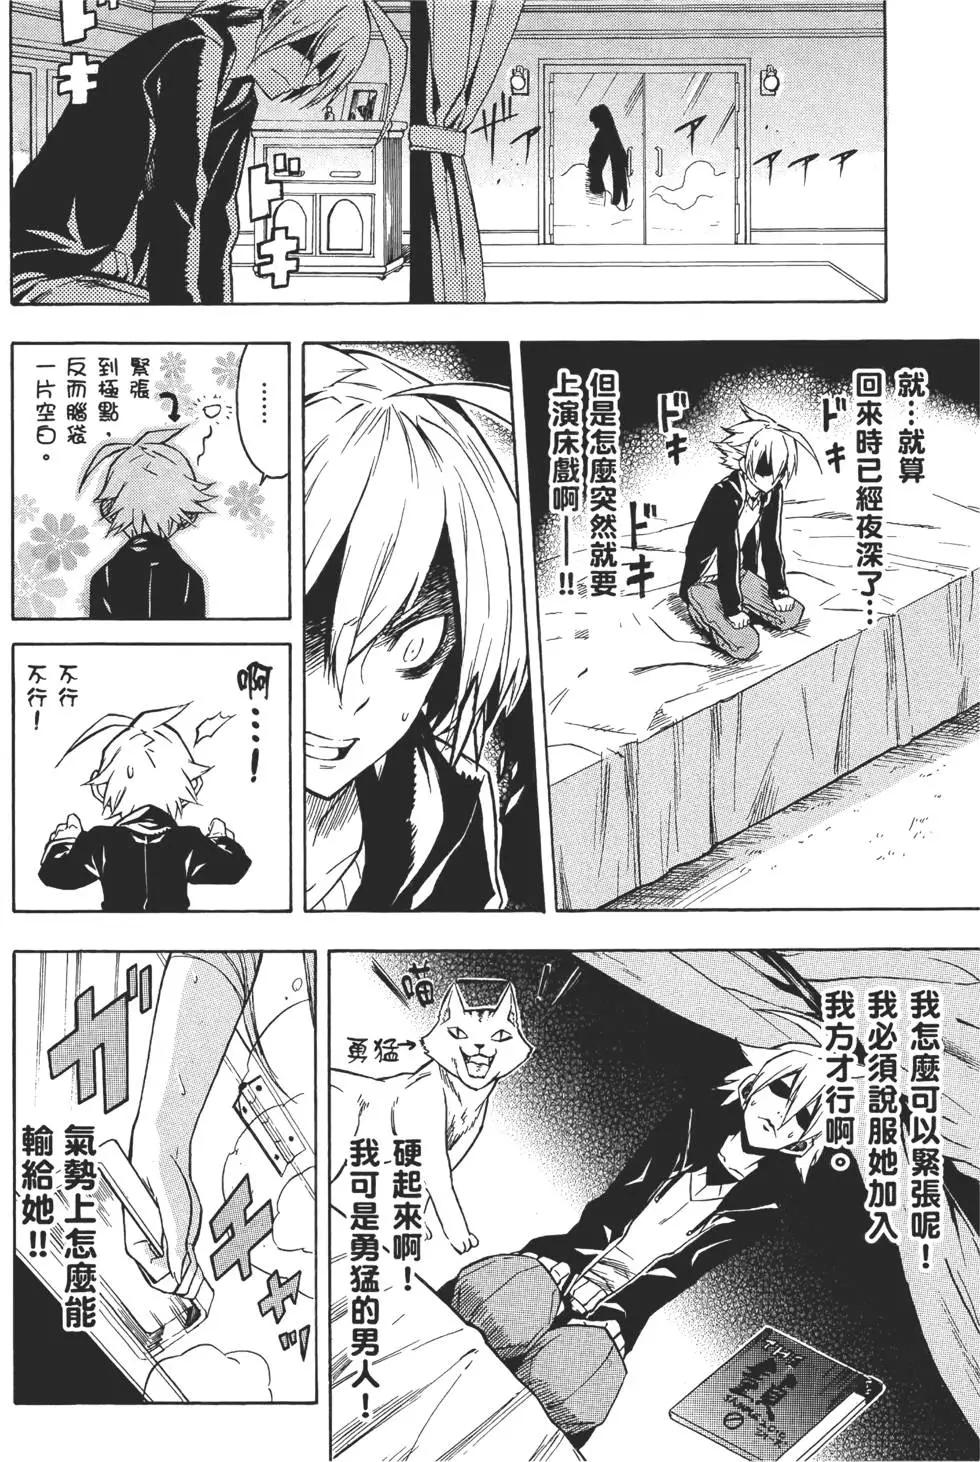 ザァ
ァ
ア
ア
ア
ドキ
ドキ
就…就算
回來時已經夜深了…
ドキ
ドキ
但是怎麼突然就要
上演床戲啊——!!
……
緊張
到極點，
反而腦袋
一片空白。
啊……!
不行
不行！
我怎麼可以緊張呢！
我必須說服她加入
我方才行啊。
喵
勇猛→
硬起來啊！
我可是勇猛的男人！
THE
ガチャ
氣勢上怎麼能
輸給她!!